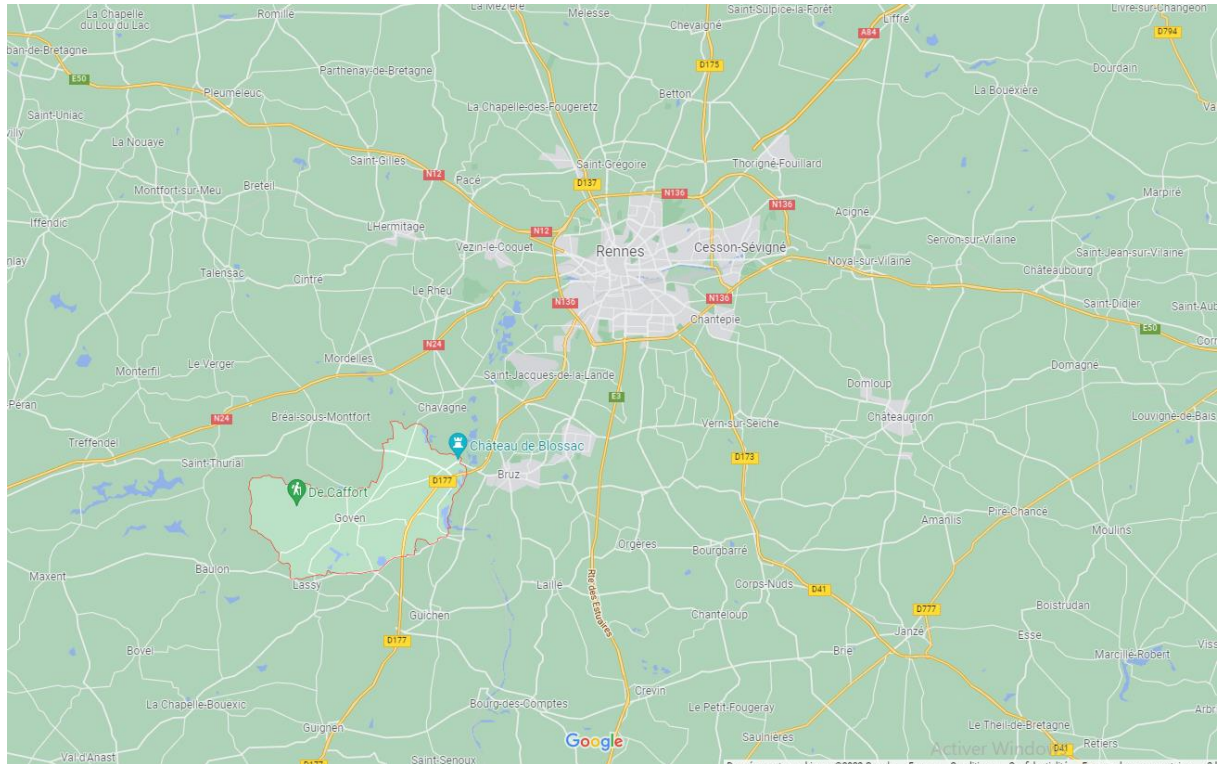 La Chapelle
du Lou du Lac
Romillé
La Mézière
Melesse
Chevaigné
Saint-Sulpice-la-Forêt
Liffré
Livré-sur-Changeon
A84
D794
ban-de-Bretagne
E50
Parthenay-de-Bretagne
D175
Dourdain
Pleumeleuc
Betton
La Bouëxière
Saint-Uniac
La Chapelle-des-Fougeretz
La Nouaye
Saint-Gilles
Saint-Grégoire
Thorigné-Fouillard
N12
Pacé
D137
Montfort-sur-Meu
Breteil
N136
Marpiré
N136
Iffendic
Acigné
LHermitage
N12
Vezin-le-Coquet
Rennes
Cesson-Sévigné
Servon-sur-Vilaine
Saint-Jean-sur-Vilaine
Noyal-sur-Vilaine
Châteaubourg
Talensac
Cintré
Le Rheu
N136
N136
Saint-Didier
Chantepie
E50
N24
Mordelles
Le Verger
Monterfil
Saint-Jacques-de-la-Lande
Domagné
Domloup
E3
Chavagne
Bréal-sous-Montfort
N24
Châteaugiron
Vern-sur-Seiche
Treffendel
Château de Blossac
Saint-Thurial
D173
Bruz
D177
De Caffort
Goven
Amanlis
Piré-Chancé
Moulins
Orgères
Bourgbarré
Baulon
Maxent
Lassy
Laillé
Corps-Nuds
D41
Rte des Estuaires
D777
Boistrudan
Guichen
Chanteloup
Janzé
Esse
D177
Bovel
Brie
Marcillé-Robert
Crevin
La Chapelle-Bouëxic
Bourg-des-Comptes
Le Petit-Fougeray
Guignen
Le Theil-de-Bretagne
Google
Saulnières
Retiers
D41
Activer Windows
Val d'Anast
Saint-Senoux
D177